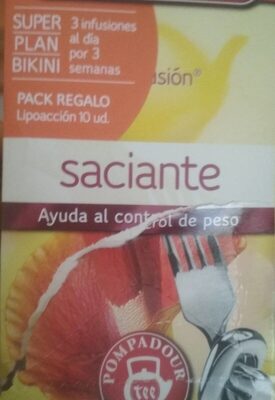 SUPER
PLAN
BIKINI
3 infusiones
al día
por 3
semanas
usión®
PACK REGALO
Lipoacción 10 ud.
saciante
Ayuda al control de peso
POMPADOUR
TEE